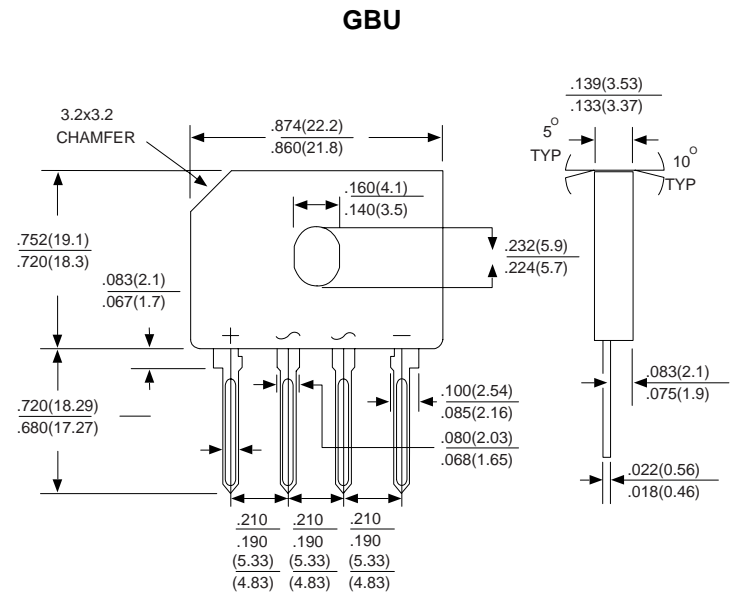 GBU
3.2x3.2
CHAMFER
.874(22.2)
.860(21.8)
.139(3.53)
.133(3.37)
5°
TYP
10°
TYP
.160(4.1)
.140(3.5)
.752(19.1)
.720(18.3)
.232(5.9)
.224(5.7)
.083(2.1)
.067(1.7)
+ ~ ~ −
.720(18.29)
.680(17.27)
.100(2.54)
.085(2.16)
.083(2.1)
.075(1.9)
.080(2.03)
.068(1.65)
.022(0.56)
.018(0.46)
.210 .210 .210
.190 .190 .190
(5.33) (5.33) (5.33)
(4.83) (4.83) (4.83)